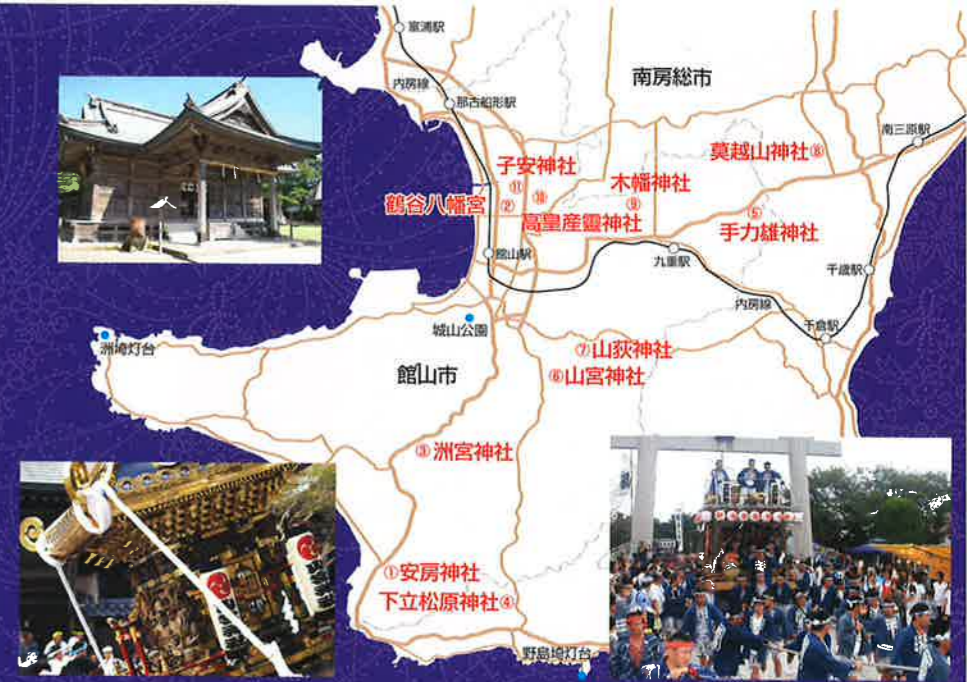 富浦駅
内房線
那古船形駅
南房総市
南三原駅
莫越山神社⑧
子安神社
⑪
⑩
木幡神社
⑨
鶴谷八幡宮
②
高皇産靈神社
⑤
手力雄神社
館山駅
九重駅
千歳駅
内房線
千倉駅
城山公園
洲埼灯台
館山市
⑦山荻神社
⑥山宮神社
③洲宮神社
①安房神社
下立松原神社④
野島埼灯台